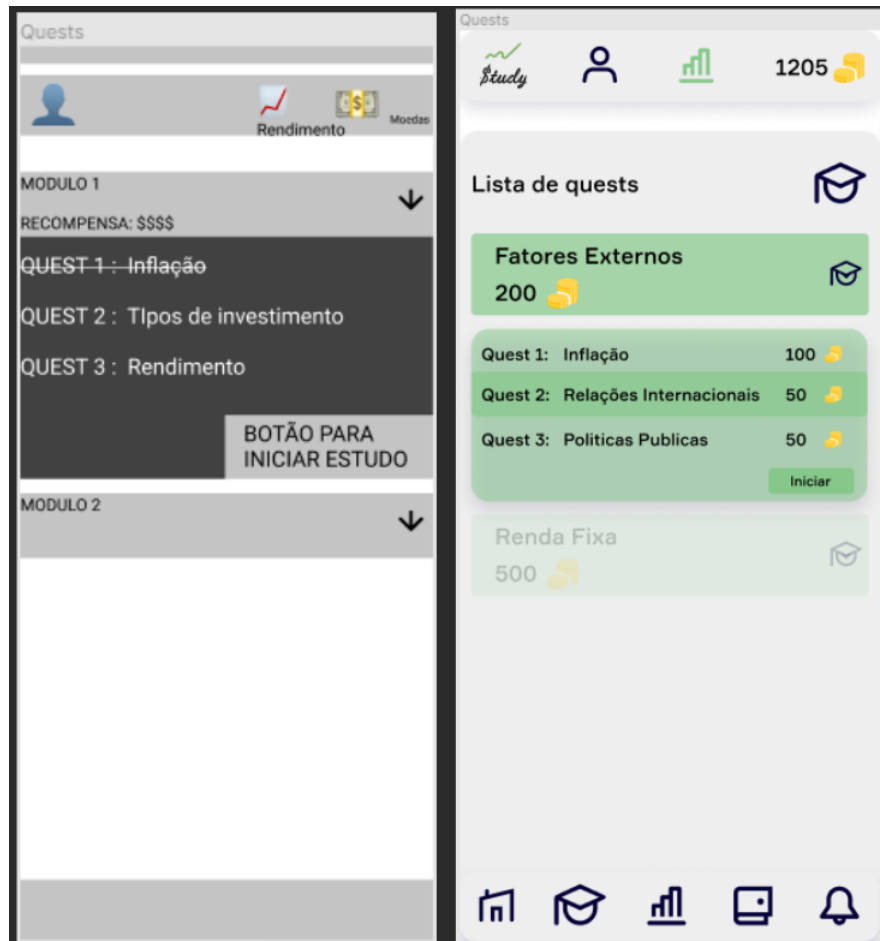 Quests
Rendimento
Moedas
MODULO 1
RECOMPENSA: $$$$
QUEST 1 : Inflação
QUEST 2 : TIpos de investimento
QUEST 3 : Rendimento
BOTÃO PARA
INICIAR ESTUDO
MODULO 2
Quests
$tudy
1205
Lista de quests
Fatores Externos
200
Quest 1: Inflação 100
Quest 2: Relações Internacionais 50
Quest 3: Politicas Publicas 50
Iniciar
Renda Fixa
500